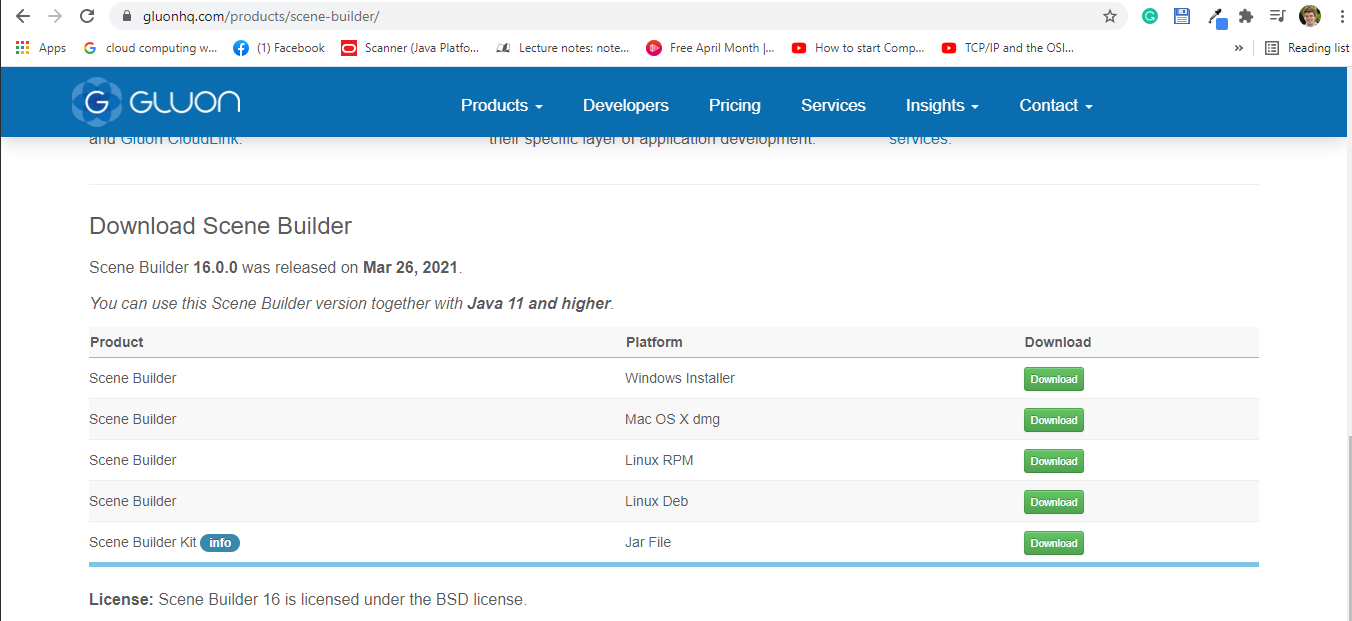 gluonhq.com/products/scene-builder/
Apps cloud computing w... (1) Facebook Scanner (Java Platfo... Lecture notes: note... Free April Month |... How to start Comp... TCP/IP and the OSI... » Reading list
G GLUON Products Developers Pricing Services Insights Contact
and Gluon CloudLink. their specific layer of application development. services.
Download Scene Builder
Scene Builder 16.0.0 was released on Mar 26, 2021.
You can use this Scene Builder version together with Java 11 and higher.
Product Platform Download
Scene Builder Windows Installer Download
Scene Builder Mac OS X dmg Download
Scene Builder Linux RPM Download
Scene Builder Linux Deb Download
Scene Builder Kit info Jar File Download
License: Scene Builder 16 is licensed under the BSD license.